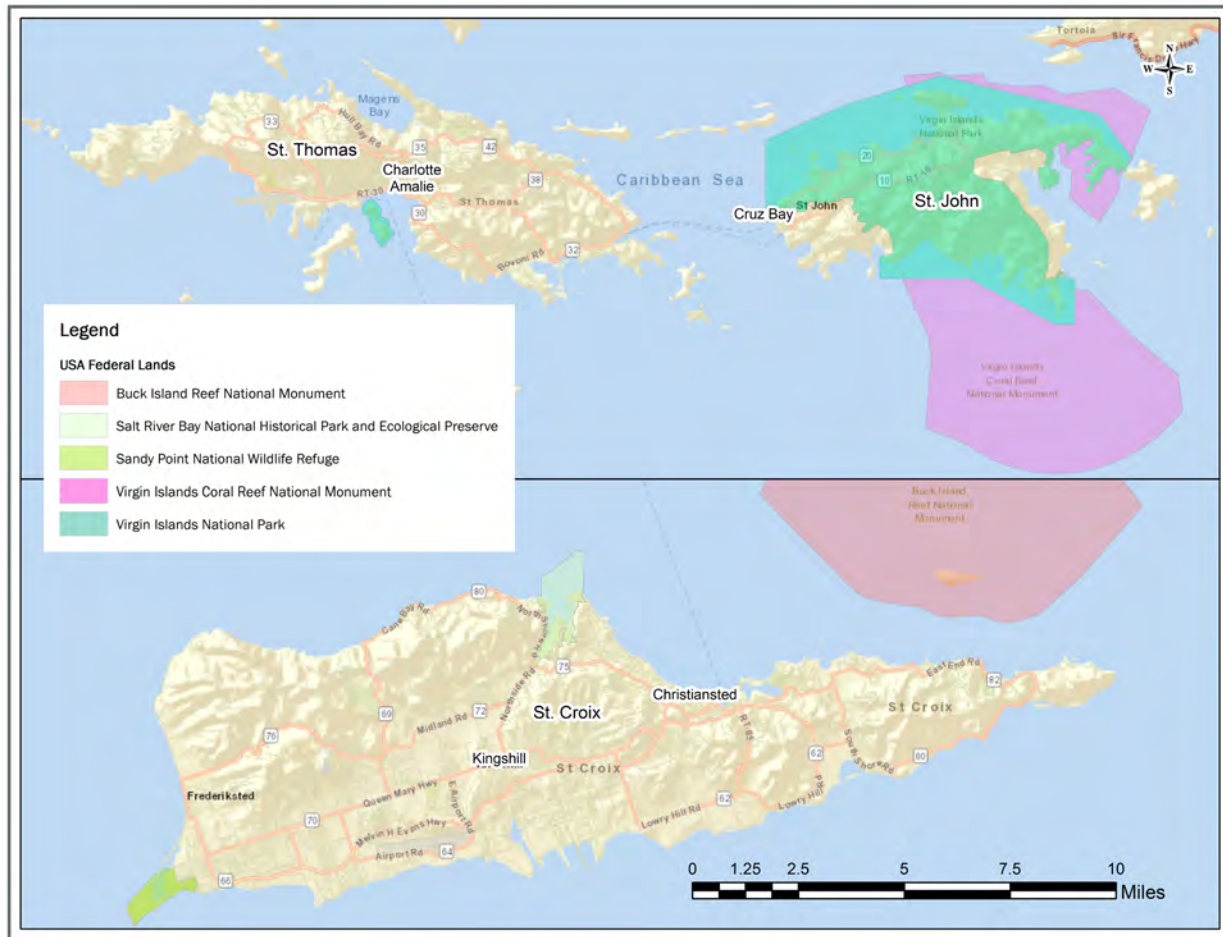 Tortola
Sir Francis Drake Hwy
N
W E
S
Magens
Bay
Hull Bay Rd
33
35
42
St. Thomas
Charlotte
Amalie
38
RT-30
St Thomas
30
32
Bovoni Rd
Caribbean Sea
Virgin Islands
National Park
20
10
RT-10
St. John
Cruz Bay
St John
Virgin Islands
Coral Reef
National Monument
Legend
USA Federal Lands
Buck Island Reef National Monument
Salt River Bay National Historical Park and Ecological Preserve
Sandy Point National Wildlife Refuge
Virgin Islands Coral Reef National Monument
Virgin Islands National Park
Buck Island
Reef National
Monument
80
Cane Bay Rd
75
Northside Rd
East End Rd
82
Christiansted
St. Croix
St Croix
72
69
Midland Rd
76
RT-85
62
South Shore Rd
60
Kingshill
St Croix
Frederiksted
Queen Mary Hwy
E Airport Rd
70
Melvin H Evans Hwy
62
Lowry Hill
Lowry Hill Rd
Airport Rd
64
66
0 1.25 2.5 5 7.5 10
Miles